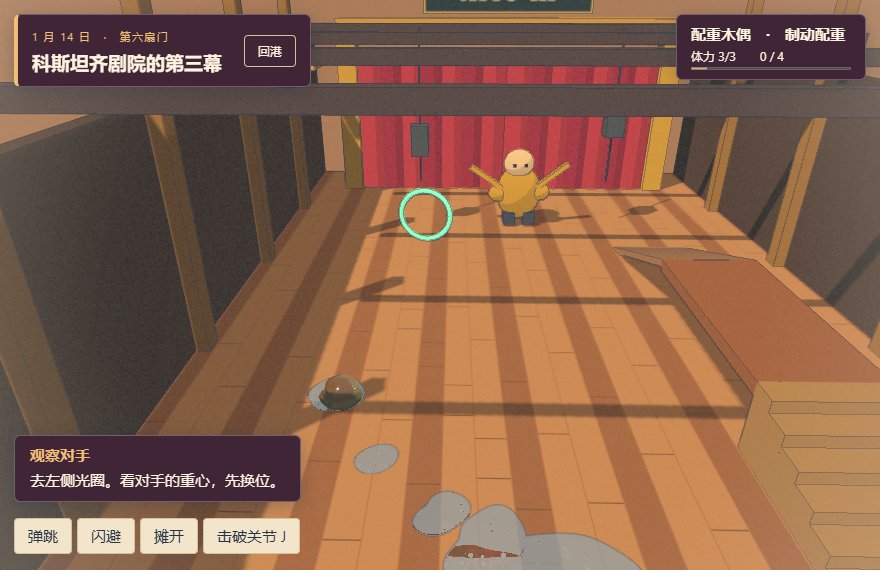 1 月 14 日 · 第六扇门
科斯坦齐剧院的第三幕
回港
配重木偶 · 制动配重
体力 3/3 0 / 4
观察对手
去左侧光圈。看对手的重心，先换位。
弹跳
闪避
摊开
击破关节 J